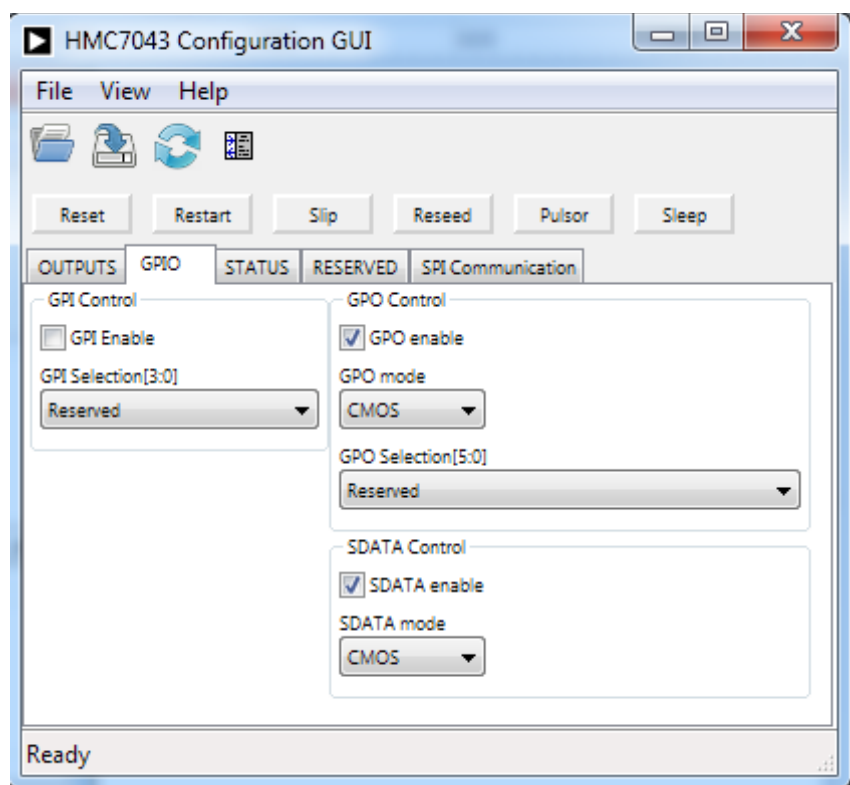 HMC7043 Configuration GUI
File View Help
Reset Restart Slip Reseed Pulsor Sleep
OUTPUTS GPIO STATUS RESERVED SPI Communication
GPI Control
GPI Enable
GPI Selection[3:0]
Reserved
GPO Control
GPO enable
GPO mode
CMOS
GPO Selection[5:0]
Reserved
SDATA Control
SDATA enable
SDATA mode
CMOS
Ready